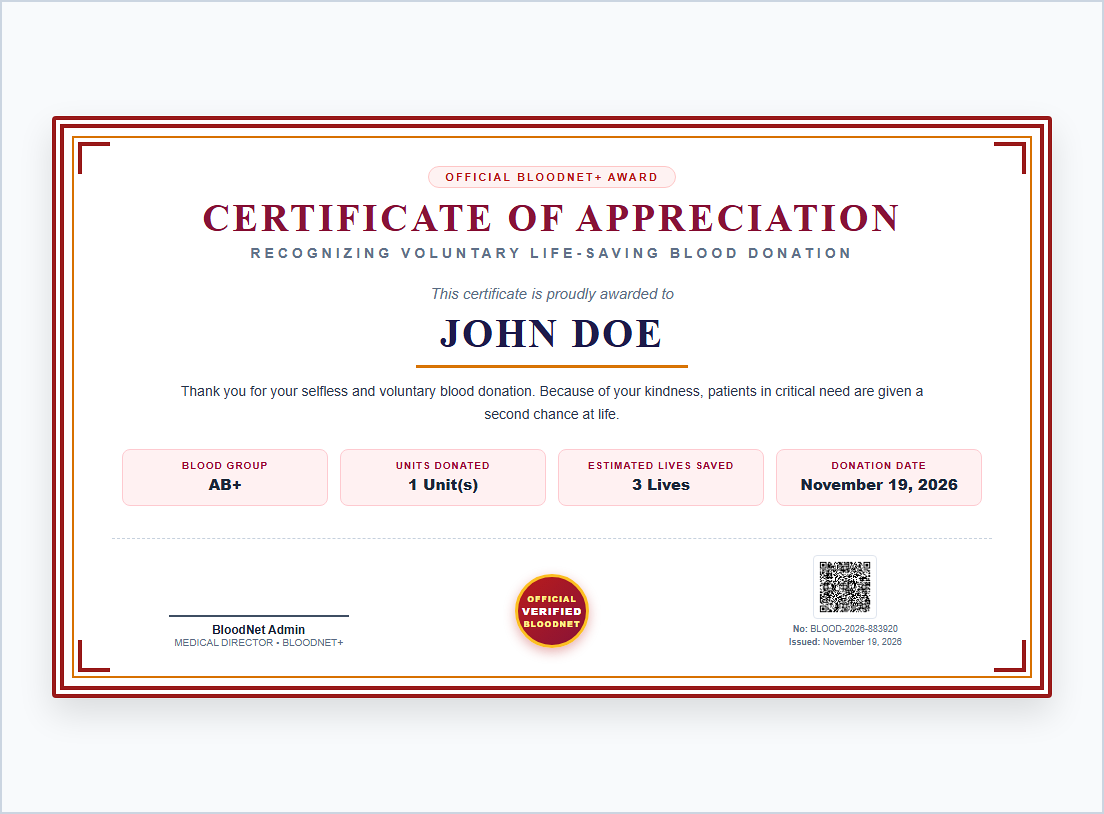 OFFICIAL BLOODNET+ AWARD
CERTIFICATE OF APPRECIATION
RECOGNIZING VOLUNTARY LIFE-SAVING BLOOD DONATION
This certificate is proudly awarded to
JOHN DOE
Thank you for your selfless and voluntary blood donation. Because of your kindness, patients in critical need are given a
second chance at life.
BLOOD GROUP
AB+
UNITS DONATED
1 Unit(s)
ESTIMATED LIVES SAVED
3 Lives
DONATION DATE
November 19, 2026
BloodNet Admin
MEDICAL DIRECTOR • BLOODNET+
OFFICIAL
VERIFIED
BLOODNET
No: BLOOD-2026-883920
Issued: November 19, 2026